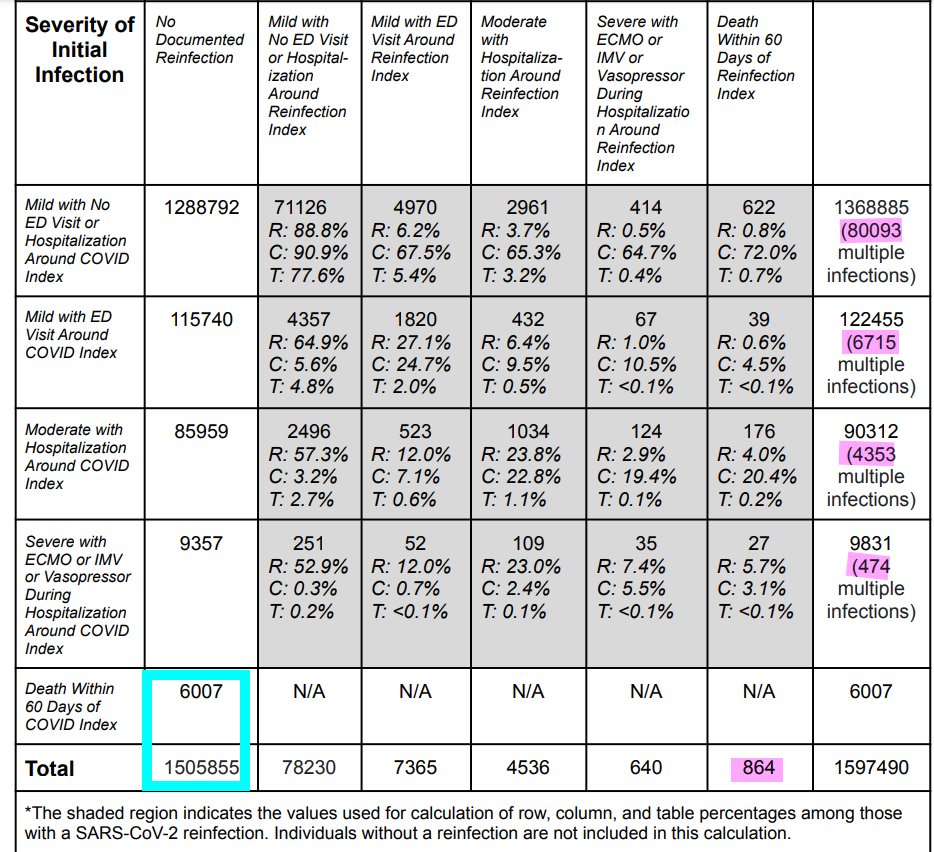 Severity of
Initial
Infection
No
Documented
Reinfection
Mild with
No ED Visit
or Hospital-
ization
Around
Reinfection
Index
Mild with ED
Visit Around
Reinfection
Index
Moderate
with
Hospitaliza-
tion Around
Reinfection
Index
Severe with
ECMO or
IMV or
Vasopressor
During
Hospitalizatio
n Around
Reinfection
Index
Death
Within 60
Days of
Reinfection
Index
Mild with No
ED Visit or
Hospitalization
Around COVID
Index
1288792
71126
R: 88.8%
C: 90.9%
T: 77.6%
4970
R: 6.2%
C: 67.5%
T: 5.4%
2961
R: 3.7%
C: 65.3%
T: 3.2%
414
R: 0.5%
C: 64.7%
T: 0.4%
622
R: 0.8%
C: 72.0%
T: 0.7%
1368885
(80093
multiple
infections)
Mild with ED
Visit Around
COVID Index
115740
4357
R: 64.9%
C: 5.6%
T: 4.8%
1820
R: 27.1%
C: 24.7%
T: 2.0%
432
R: 6.4%
C: 9.5%
T: 0.5%
67
R: 1.0%
C: 10.5%
T: <0.1%
39
R: 0.6%
C: 4.5%
T: <0.1%
122455
(6715
multiple
infections)
Moderate with
Hospitalization
Around COVID
Index
85959
2496
R: 57.3%
C: 3.2%
T: 2.7%
523
R: 12.0%
C: 7.1%
T: 0.6%
1034
R: 23.8%
C: 22.8%
T: 1.1%
124
R: 2.9%
C: 19.4%
T: 0.1%
176
R: 4.0%
C: 20.4%
T: 0.2%
90312
(4353
multiple
infections)
Severe with
ECMO or IMV
or Vasopressor
During
Hospitalization
Around COVID
Index
9357
251
R: 52.9%
C: 0.3%
T: 0.2%
52
R: 12.0%
C: 0.7%
T: <0.1%
109
R: 23.0%
C: 2.4%
T: 0.1%
35
R: 7.4%
C: 5.5%
T: <0.1%
27
R: 5.7%
C: 3.1%
T: <0.1%
9831
(474
multiple
infections)
Death Within
60 Days of
COVID Index
6007
N/A
N/A
N/A
N/A
N/A
6007
Total
1505855
78230
7365
4536
640
864
1597490
*The shaded region indicates the values used for calculation of row, column, and table percentages among those
with a SARS-CoV-2 reinfection. Individuals without a reinfection are not included in this calculation.